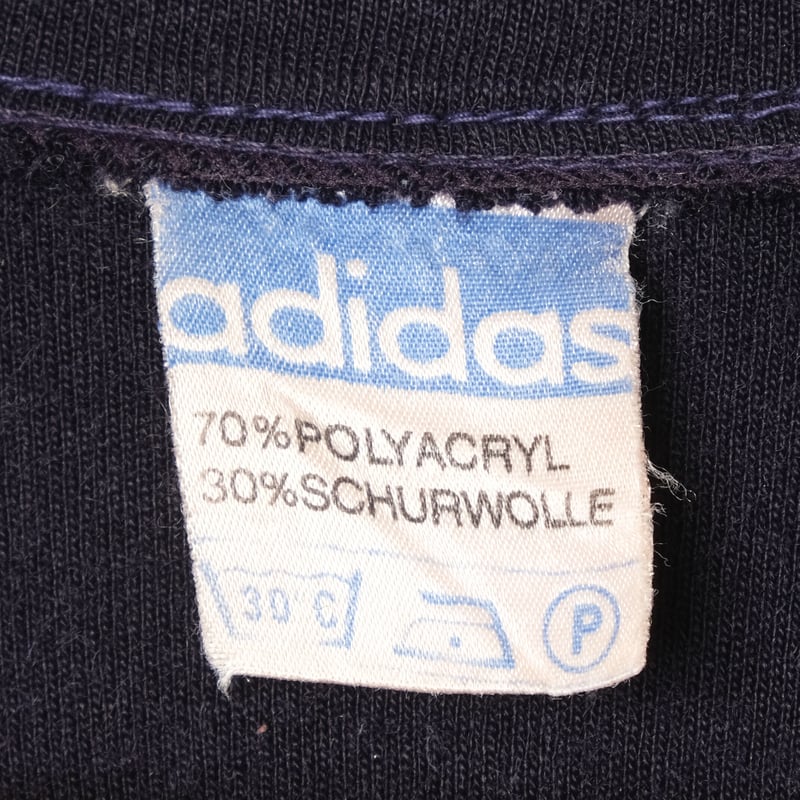 adidas
70%POLYACRYL
30%SCHURWOLLE
30°C P